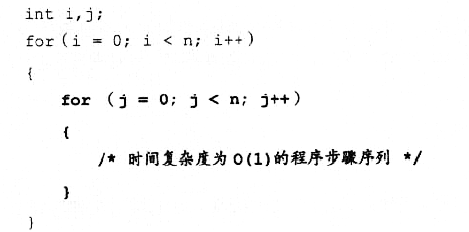 int i,j;
for(i = 0; i < n; i++)
{
for (j = 0; j < n; j++)
{
/* 时间复杂度为O(1)的程序步骤序列 */
}
}